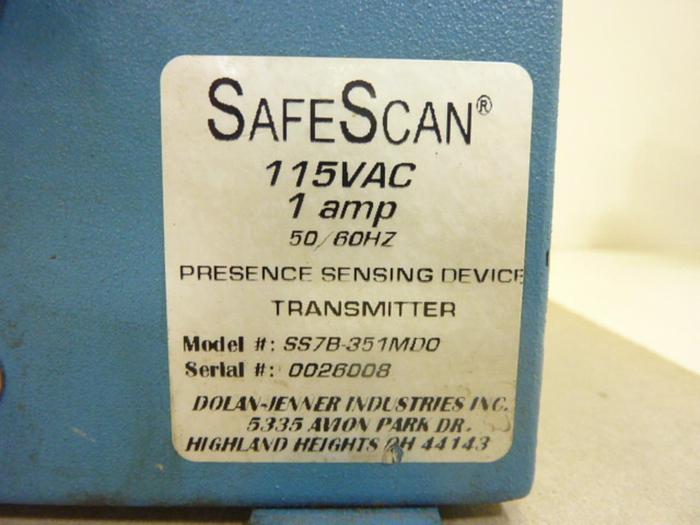 SAFESCAN®
115VAC
1 amp
50/60HZ
PRESENCE SENSING DEVICE
TRANSMITTER
Model #: SS7B-351MDO
Serial #: 0026008
DOLAN-JENNER INDUSTRIES INC.
5335 AVION PARK DR.
HIGHLAND HEIGHTS OH 44143